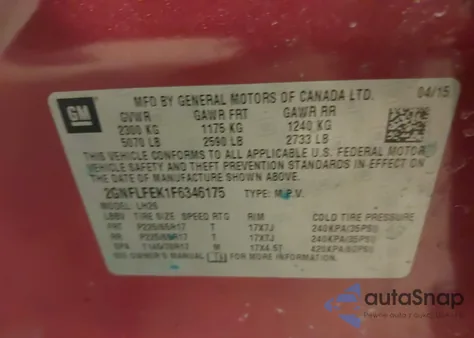 GM
MFD BY GENERAL MOTORS OF CANADA LTD. 04/15
GVWR GAWR FRT GAWR RR
2300 KG 1175 KG 1240 KG
5070 LB 2590 LB 2733 LB
THIS VEHICLE CONFORMS TO ALL APPLICABLE U.S. FEDERAL MOTOR
VEHICLE SAFETY AND THEFT PREVENTION STANDARDS IN EFFECT ON
THE DATE OF MANUFACTURE SHOWN ABOVE.
2GNFLFEK1F6346175 TYPE: M.P.V.
MODEL: LH26
TIRE SIZE SPEED RTG RIM COLD TIRE PRESSURE
FRT P225/65R17 T 17X7J 240KPA(35PSI)
RR P225/65R17 T 17X7J 240KPA(35PSI)
SPA M 17X4.5T 420KPA(60PSI)
SEE OWNER'S MANUAL FOR MORE INFORMATION.
autoSnap
Pewne auto z drugiej